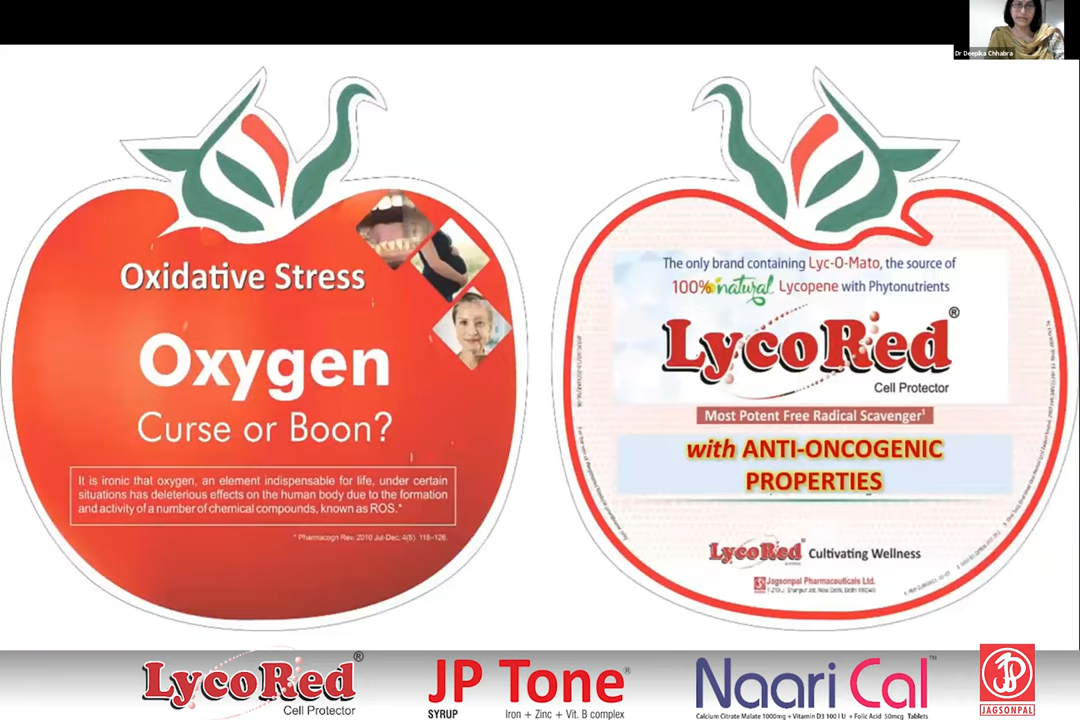 Dr Deepika Chhabra
Oxidative Stress
Oxygen
Curse or Boon?
It is ironic that oxygen, an element indispensable for life, under certain
situations has deleterious effects on the human body due to the formation
and activity of a number of chemical compounds, known as ROS.*
* Pharmacogn Rev. 2010 Jul-Dec; 4(8): 118–126.
The only brand containing Lyc-O-Mato, the source of
100% natural Lycopene with Phytonutrients
LycoRed®
Cell Protector
Most Potent Free Radical Scavenger¹
with ANTI-ONCOGENIC
PROPERTIES
LycoRed Cultivating Wellness
Jagsonpal Pharmaceuticals Ltd.
LycoRed®
Cell Protector
JP Tone®
SYRUP Iron + Zinc + Vit. B complex
Naari Cal™
Calcium Citrate Malate 1000mg + Vitamin D3 100 I U + Folic Acid 50mcg Tablets
JAGSONPAL